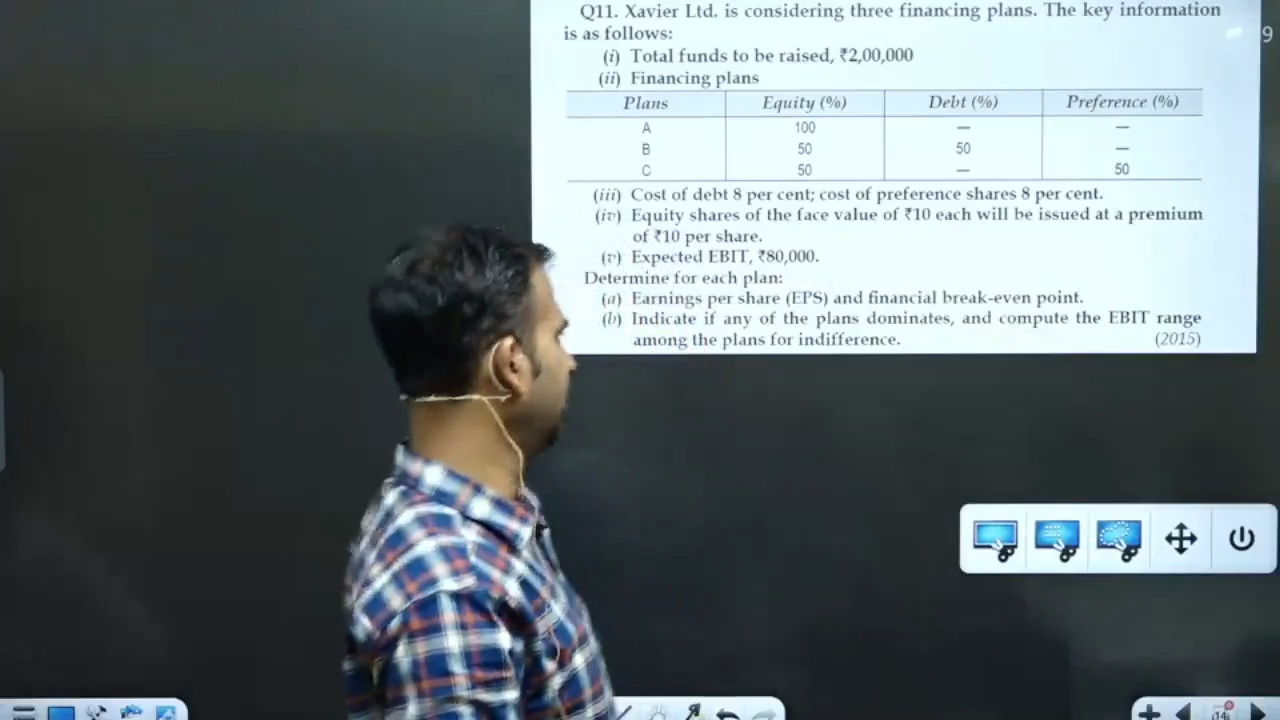 Q11. Xavier Ltd. is considering three financing plans. The key information
is as follows:
(i) Total funds to be raised, ₹2,00,000
(ii) Financing plans
Plans Equity (%) Debt (%) Preference (%)
A 100 — —
B 50 50 —
C 50 — 50
(iii) Cost of debt 8 per cent; cost of preference shares 8 per cent.
(iv) Equity shares of the face value of ₹10 each will be issued at a premium
of ₹10 per share.
(v) Expected EBIT, ₹80,000.
Determine for each plan:
(a) Earnings per share (EPS) and financial break-even point.
(b) Indicate if any of the plans dominates, and compute the EBIT range
among the plans for indifference. (2015)
9
14